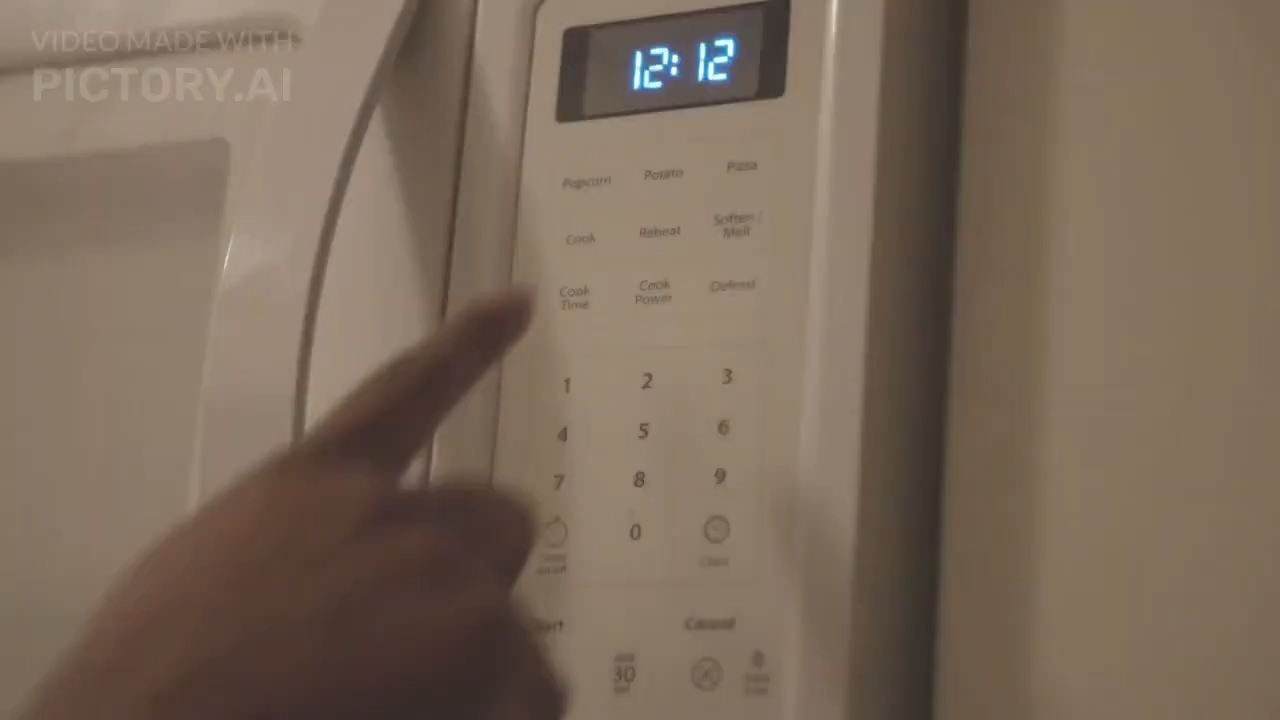 VIDEO MADE WITH
PICTORY.AI
12:12
Popcorn Potato Pizza
Cook Reheat Soften /
Melt
Cook Time Cook Power Defrost
1 2 3
4 5 6
7 8 9
0
Clock
Cancel
30